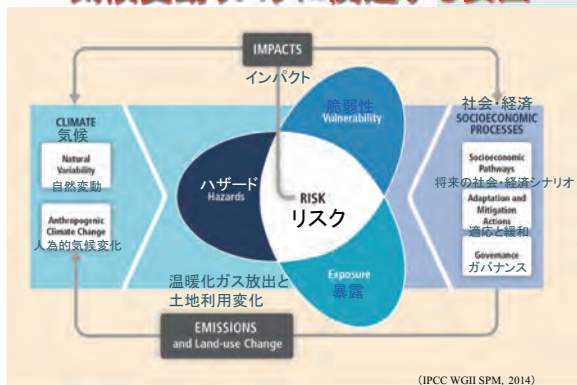 IMPACTS
インパクト
CLIMATE
気候
Natural
Variability
自然変動
Anthropogenic
Climate Change
人為的気候変化
脆弱性
Vulnerability
ハザード
Hazards
RISK
リスク
Exposure
暴露
社会・経済
SOCIOECONOMIC
PROCESSES
Socioeconomic
Pathways
将来の社会・経済シナリオ
Adaptation and
Mitigation
Actions
適応と緩和
Governance
ガバナンス
温暖化ガス放出と
土地利用変化
EMISSIONS
and Land-use Change
(IPCC WGII SPM, 2014)